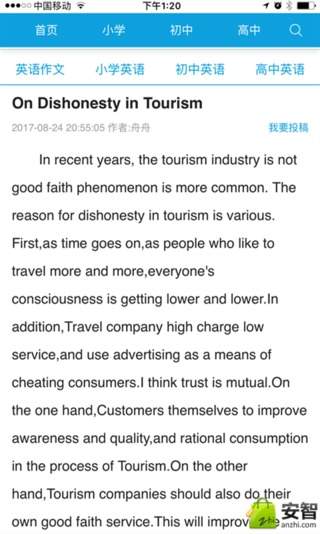 中国移动 下午1:20
首页 小学 初中 高中
英语作文 小学英语 初中英语 高中英语
On Dishonesty in Tourism
2017-08-24 20:55:05 作者:舟舟 我要投稿
In recent years, the tourism industry is not
good faith phenomenon is more common. The
reason for dishonesty in tourism is various.
First,as time goes on,as people who like to
travel more and more,everyone's
consciousness is getting lower and lower.In
addition,Travel company high charge low
service,and use advertising as a means of
cheating consumers.I think trust is mutual.On
the one hand,Customers themselves to improve
awareness and quality,and rational consumption
in the process of Tourism.On the other
hand,Tourism companies should also do their
own good faith service.This will improve
安智
anzhi.com